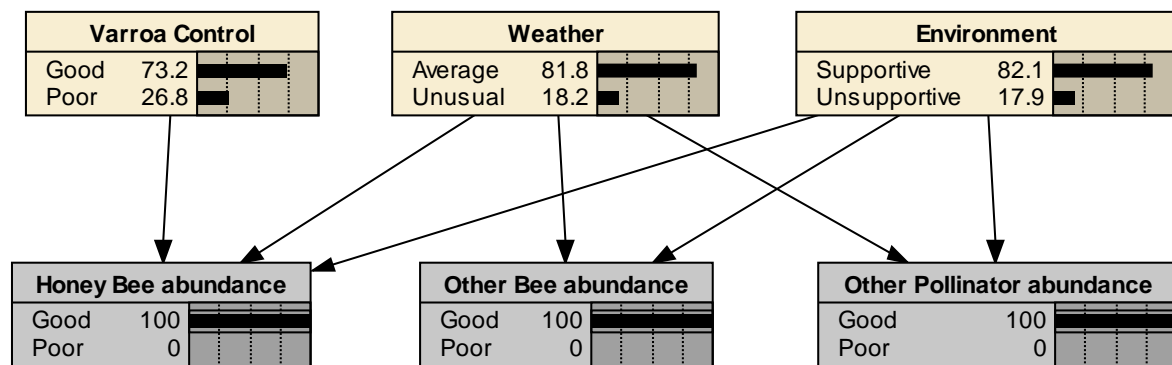 Varroa Control
Good 73.2
Poor 26.8
Weather
Average 81.8
Unusual 18.2
Environment
Supportive 82.1
Unsupportive 17.9
Honey Bee abundance
Good 100
Poor 0
Other Bee abundance
Good 100
Poor 0
Other Pollinator abundance
Good 100
Poor 0